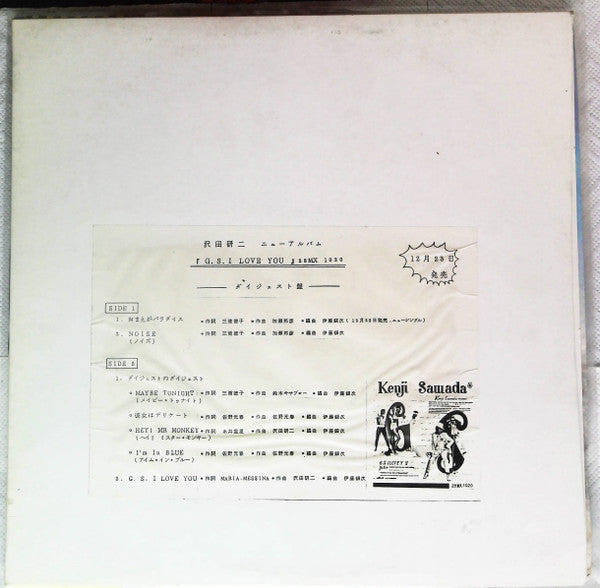 沢田研二　ニューアルバム
『 G.S.I LOVE YOU 』28MX 1020
ダイジェスト盤
12月23日
発売
SIDE 1
1. おまえがパラダイス ●作詞 三浦徳子 ●作曲 加瀬邦彦 ●編曲 伊藤銀次 (12月23日発売、ニューシングル)
2. NOISE ●作詞 三浦徳子 ●作曲 加瀬邦彦 ●編曲 伊藤銀次
(ノイズ)
SIDE 2
1. ダイジェストのダイジェスト
○ MAYBE TONIGHT ●作詞 三浦徳子 ●作曲 鈴木キサブロー ●編曲 伊藤銀次
(メイビー・トゥナイト)
○ 彼女はデリケート ●作詞 佐野元春 ●作曲 佐野元春 ●編曲 伊藤銀次
○ HEY! MR MONKEY ●作詞 ●作曲 沢田研二 ●編曲 伊藤銀次
(ヘイ! ミスター・モンキー)
○ I'm in BLUE ●作詞 佐野元春 ●作曲 佐野元春 ●編曲 伊藤銀次
(アイム・イン・ブルー)
2. G. S. I LOVE YOU ●作詞 MARIA-MESSINA ●作曲 沢田研二 ●編曲 伊藤銀次
Kenji Sawada
Kenji Sawada
28MX1020